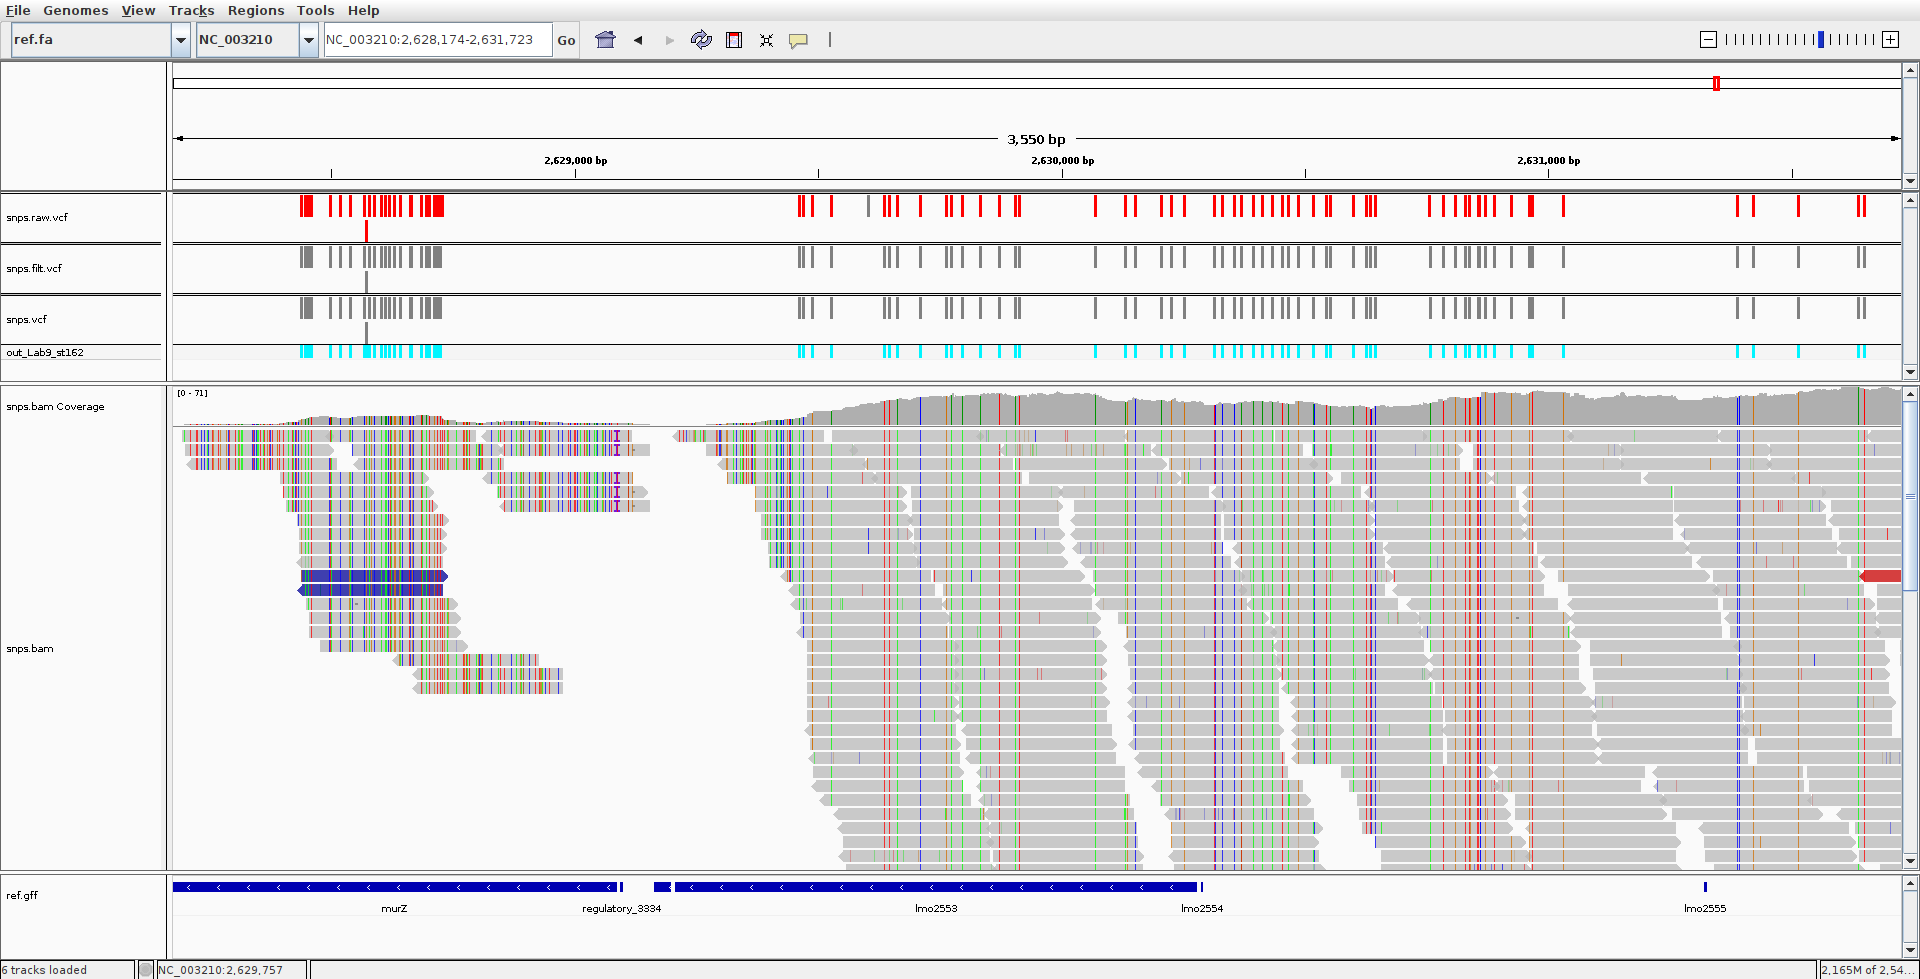 File Genomes View Tracks Regions Tools Help
ref.fa NC_003210 NC_003210:2,628,174-2,631,723 Go
3,550 bp
2,629,000 bp 2,630,000 bp 2,631,000 bp
snps.raw.vcf
snps.filt.vcf
snps.vcf
out_Lab9_st162
[0 - 71]
snps.bam Coverage
snps.bam
ref.gff
murZ regulatory_3334 lmo2553 lmo2554 lmo2555
6 tracks loaded NC_003210:2,629,757 2,165M of 2,54...